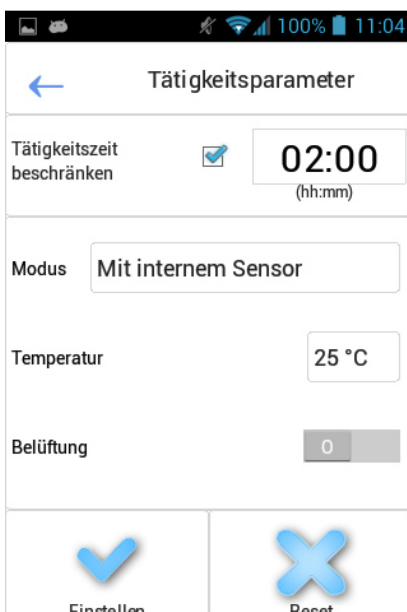 100% 11:04
Tätigkeitsparameter
Tätigkeitszeit
beschränken
02:00
(hh:mm)
Modus Mit internem Sensor
Temperatur 25 °C
Belüftung 0
Einstellen Reset